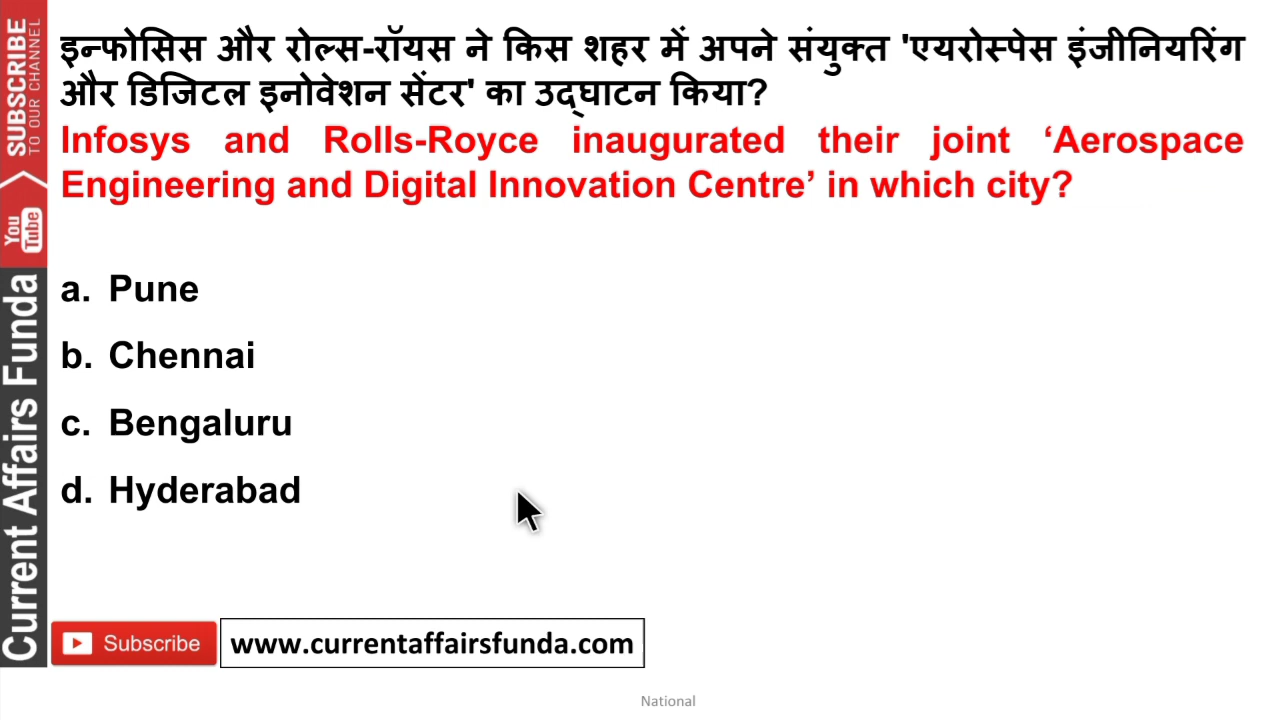 इन्फोसिस और रोल्स-रॉयस ने किस शहर में अपने संयुक्त 'एयरोस्पेस इंजीनियरिंग
और डिजिटल इनोवेशन सेंटर' का उद्घाटन किया?
Infosys and Rolls-Royce inaugurated their joint ‘Aerospace
Engineering and Digital Innovation Centre’ in which city?
a. Pune
b. Chennai
c. Bengaluru
d. Hyderabad
SUBSCRIBE
TO OUR CHANNEL
You
Tube
Current Affairs Funda
Subscribe
www.currentaffairsfunda.com
National